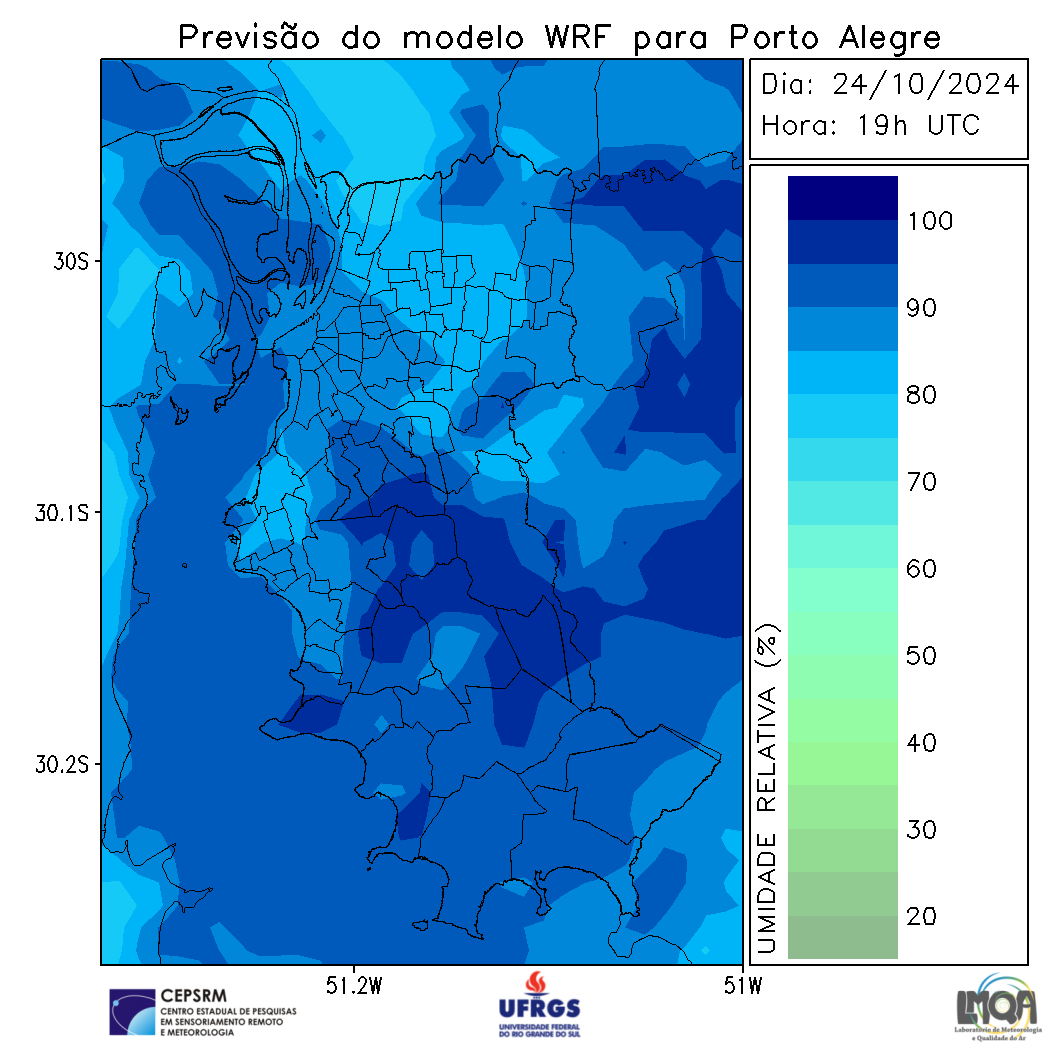 Previsão do modelo WRF para Porto Alegre
Dia: 24/10/2024
Hora: 19h UTC
30S
30.1S
30.2S
51.2W
51W
UMIDADE RELATIVA (%)
100
90
80
70
60
50
40
30
20
CEPSRM
CENTRO ESTADUAL DE PESQUISAS
EM SENSORIAMENTO REMOTO
E METEOROLOGIA
UFRGS
UNIVERSIDADE FEDERAL
DO RIO GRANDE DO SUL
LMQA
Laboratório de Meteorologia
e Qualidade do Ar